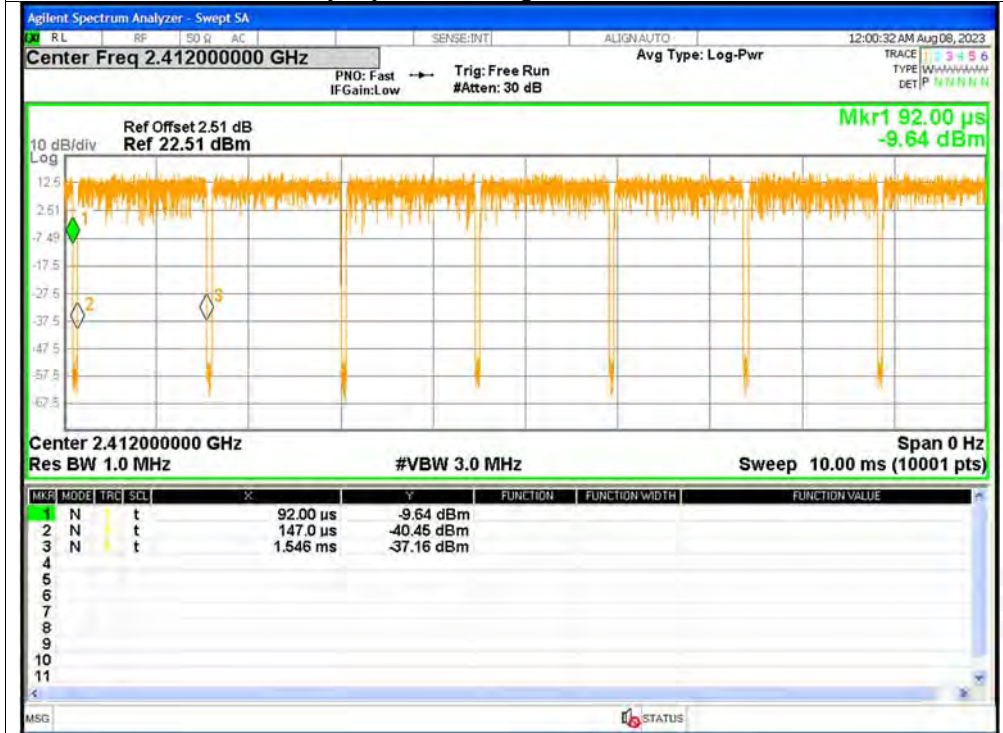 Agilent Spectrum Analyzer - Swept SA
RL RF 50 Ω AC SENSE:INT ALIGN AUTO 12:00:32 AM Aug 08, 2023
Center Freq 2.412000000 GHz Avg Type: Log-Pwr TRACE 1 2 3 4 5 6
PNO: Fast Trig: Free Run TYPE W
IFGain:Low #Atten: 30 dB DET P N N N N N
Mkr1 92.00 µs
Ref Offset 2.51 dB
10 dB/div Ref 22.51 dBm -9.64 dBm
Log
12.5
2.51
1
-7.49
-17.5
-27.5
2 3
-37.5
-47.5
-57.5
-67.5
Center 2.412000000 GHz Span 0 Hz
Res BW 1.0 MHz #VBW 3.0 MHz Sweep 10.00 ms (10001 pts)
MKR MODE TRC SCL X Y FUNCTION FUNCTION WIDTH FUNCTION VALUE
1 N 1 t 92.00 µs -9.64 dBm
2 N 1 t 147.0 µs -40.45 dBm
3 N 1 t 1.546 ms -37.16 dBm
4
5
6
7
8
9
10
11
MSG STATUS